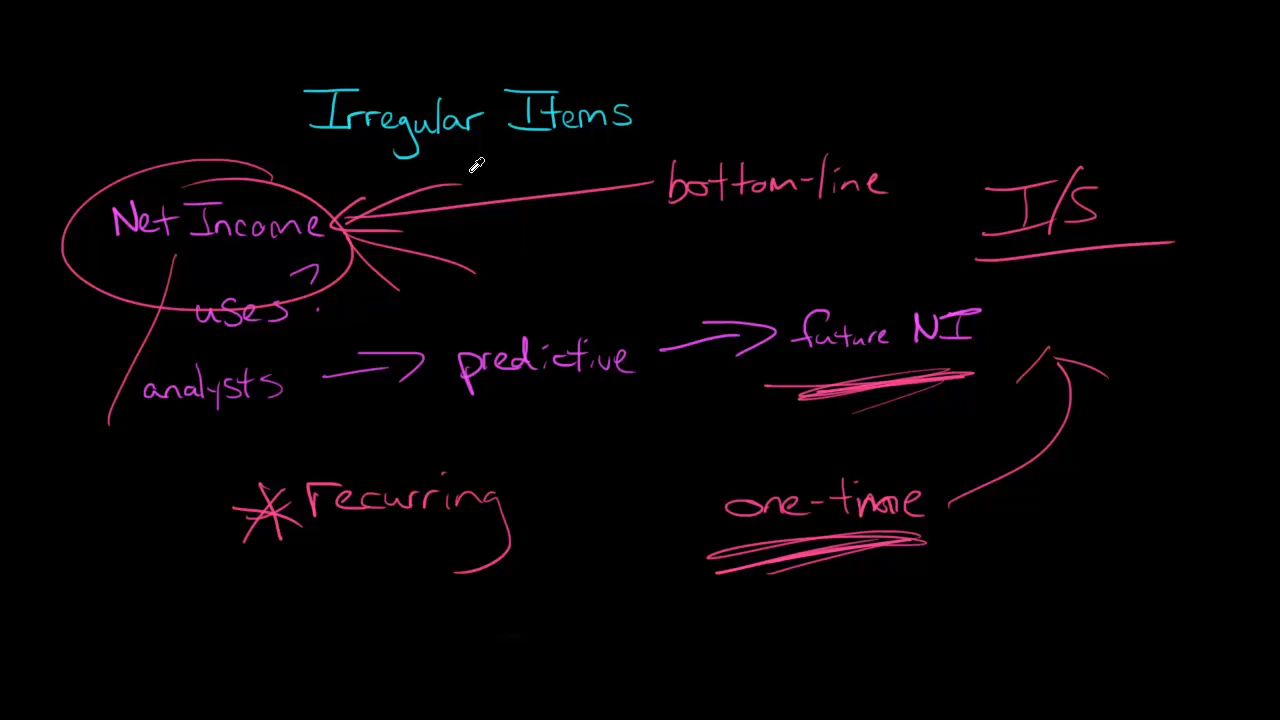 Irregular Items
bottom-line
I/S
Net Income
uses?
analysts → predictive → future NI
*recurring
one-time